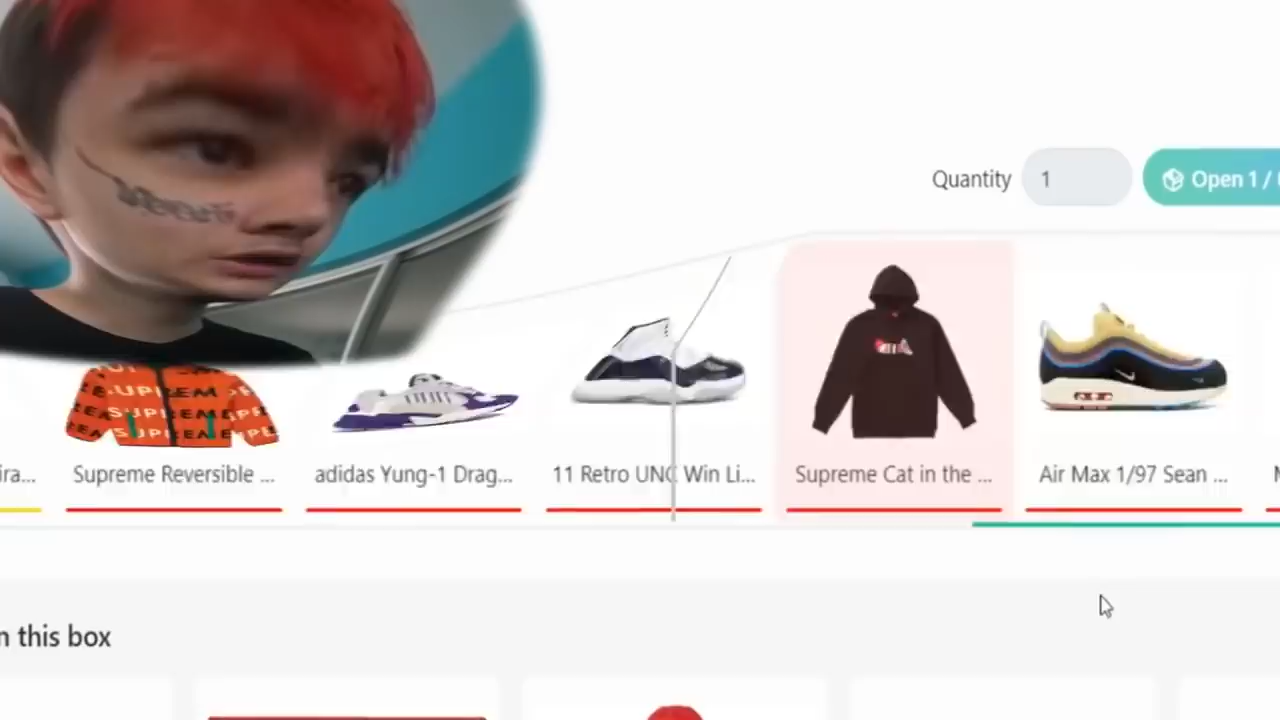 Quantity 1 Open 1 /
ira... Supreme Reversible ... adidas Yung-1 Drag... 11 Retro UNC Win Li... Supreme Cat in the ... Air Max 1/97 Sean ...
n this box